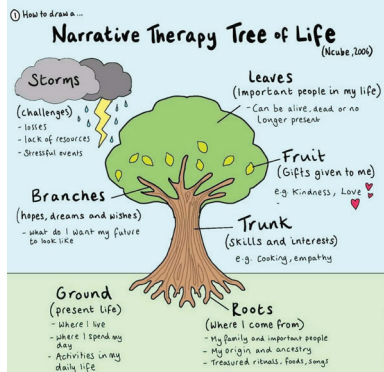 ① How to draw a...
Narrative Therapy Tree of Life
(Ncube, 2006)
Storms
(challenges)
- losses
- lack of resources
- Stressful events
Leaves
(Important people in my life)
- Can be alive, dead or no
longer present
Fruit
(Gifts given to me)
e.g. Kindness, Love
Branches
(hopes, dreams and wishes)
- what do I want my future
to look like
Trunk
(skills and interests)
e.g. Cooking, empathy
Ground
(present life)
- Where I live
- Where I spend my
day
- Activities in my
daily life
Roots
(Where I come from)
- My family and important people
- My origin and ancestry
- Treasured rituals, foods, songs